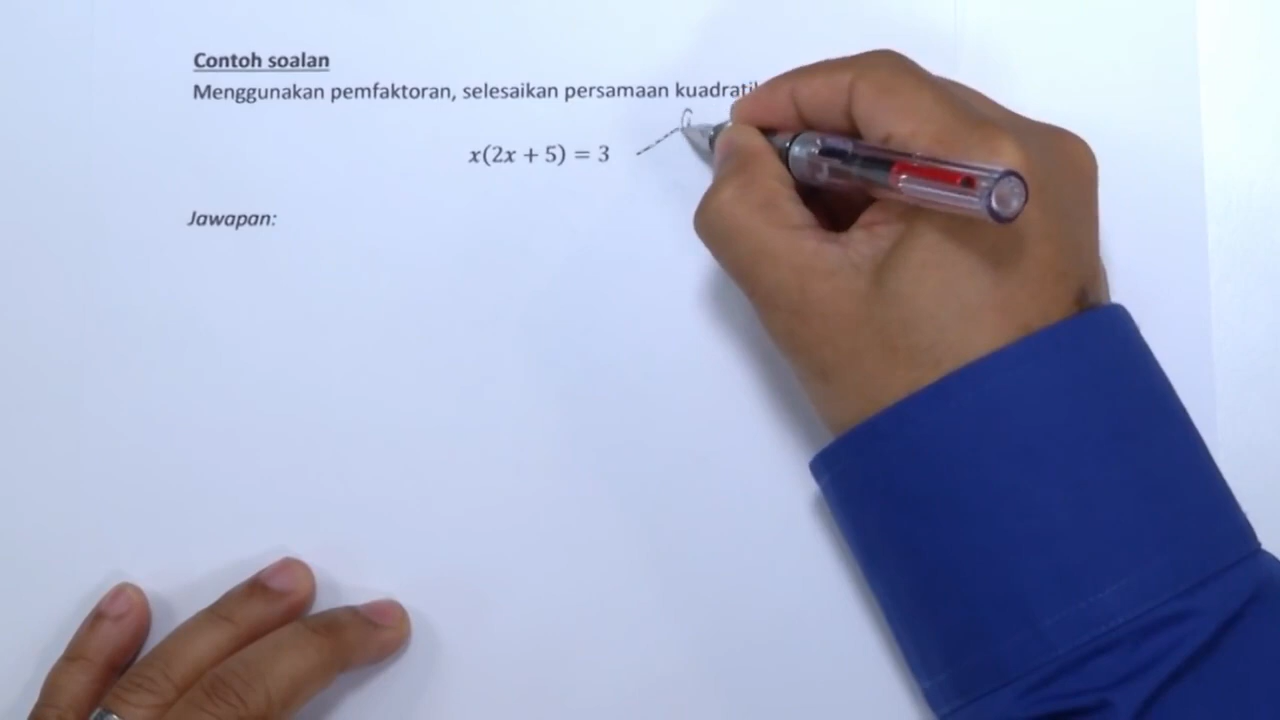 Contoh soalan
Menggunakan pemfaktoran, selesaikan persamaan
x(2x + 5) = 3
Jawapan: